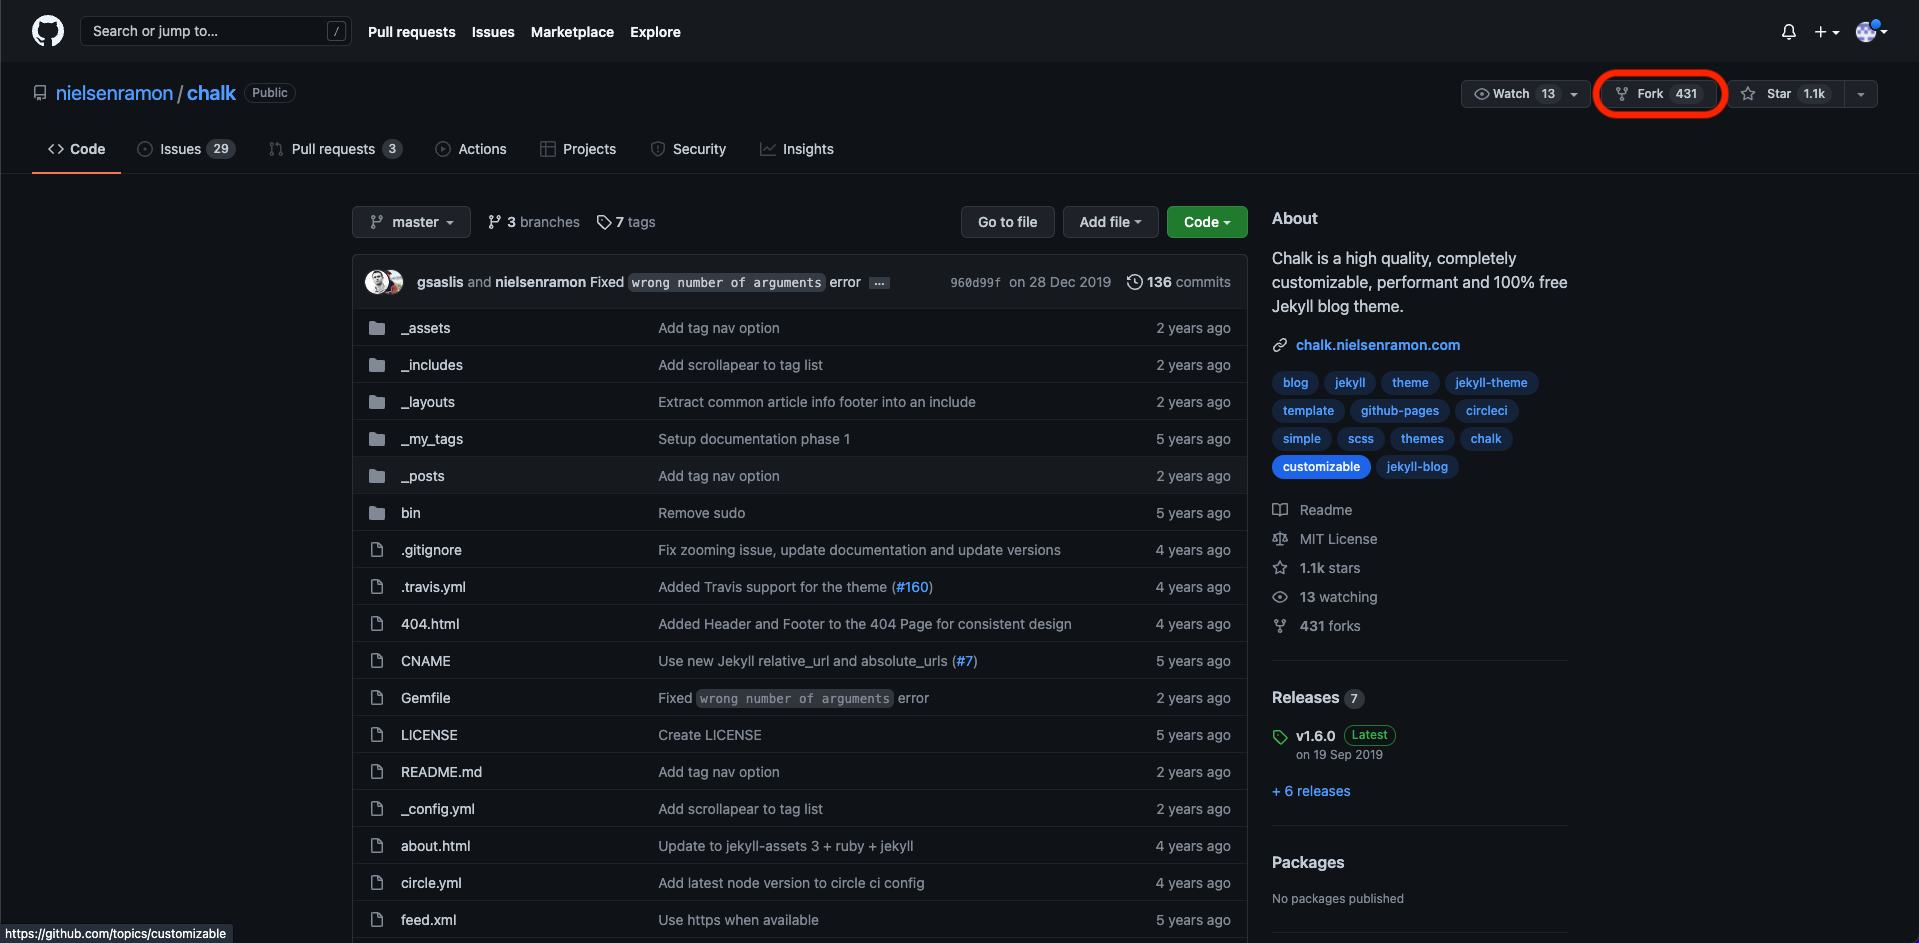 Search or jump to... /
Pull requests Issues Marketplace Explore
nielsenramon / chalk Public
Watch 13 Fork 431 Star 1.1k
Code Issues 29 Pull requests 3 Actions Projects Security Insights
master 3 branches 7 tags Go to file Add file Code
gsaslis and nielsenramon Fixed wrong number of arguments error ... 960d99f on 28 Dec 2019 136 commits
_assets Add tag nav option 2 years ago
_includes Add scrollapear to tag list 2 years ago
_layouts Extract common article info footer into an include 2 years ago
_my_tags Setup documentation phase 1 5 years ago
_posts Add tag nav option 2 years ago
bin Remove sudo 5 years ago
.gitignore Fix zooming issue, update documentation and update versions 4 years ago
.travis.yml Added Travis support for the theme (#160) 4 years ago
404.html Added Header and Footer to the 404 Page for consistent design 4 years ago
CNAME Use new Jekyll relative_url and absolute_urls (#7) 5 years ago
Gemfile Fixed wrong number of arguments error 2 years ago
LICENSE Create LICENSE 5 years ago
README.md Add tag nav option 2 years ago
_config.yml Add scrollapear to tag list 2 years ago
about.html Update to jekyll-assets 3 + ruby + jekyll 4 years ago
circle.yml Add latest node version to circle ci config 4 years ago
feed.xml Use https when available 5 years ago
About
Chalk is a high quality, completely
customizable, performant and 100% free
Jekyll blog theme.
chalk.nielsenramon.com
blog jekyll theme jekyll-theme
template github-pages circleci
simple scss themes chalk
customizable jekyll-blog
Readme
MIT License
1.1k stars
13 watching
431 forks
Releases 7
v1.6.0 Latest
on 19 Sep 2019
+ 6 releases
Packages
No packages published
https://github.com/topics/customizable